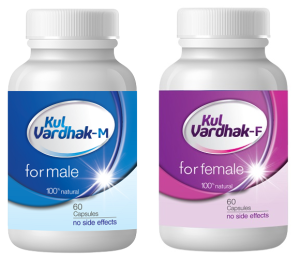 Kul
Vardhak-M
for male
100% natural
60
Capsules
no side effects
Kul
Vardhak-F
for female
100% natural
60
Capsules
no side effects